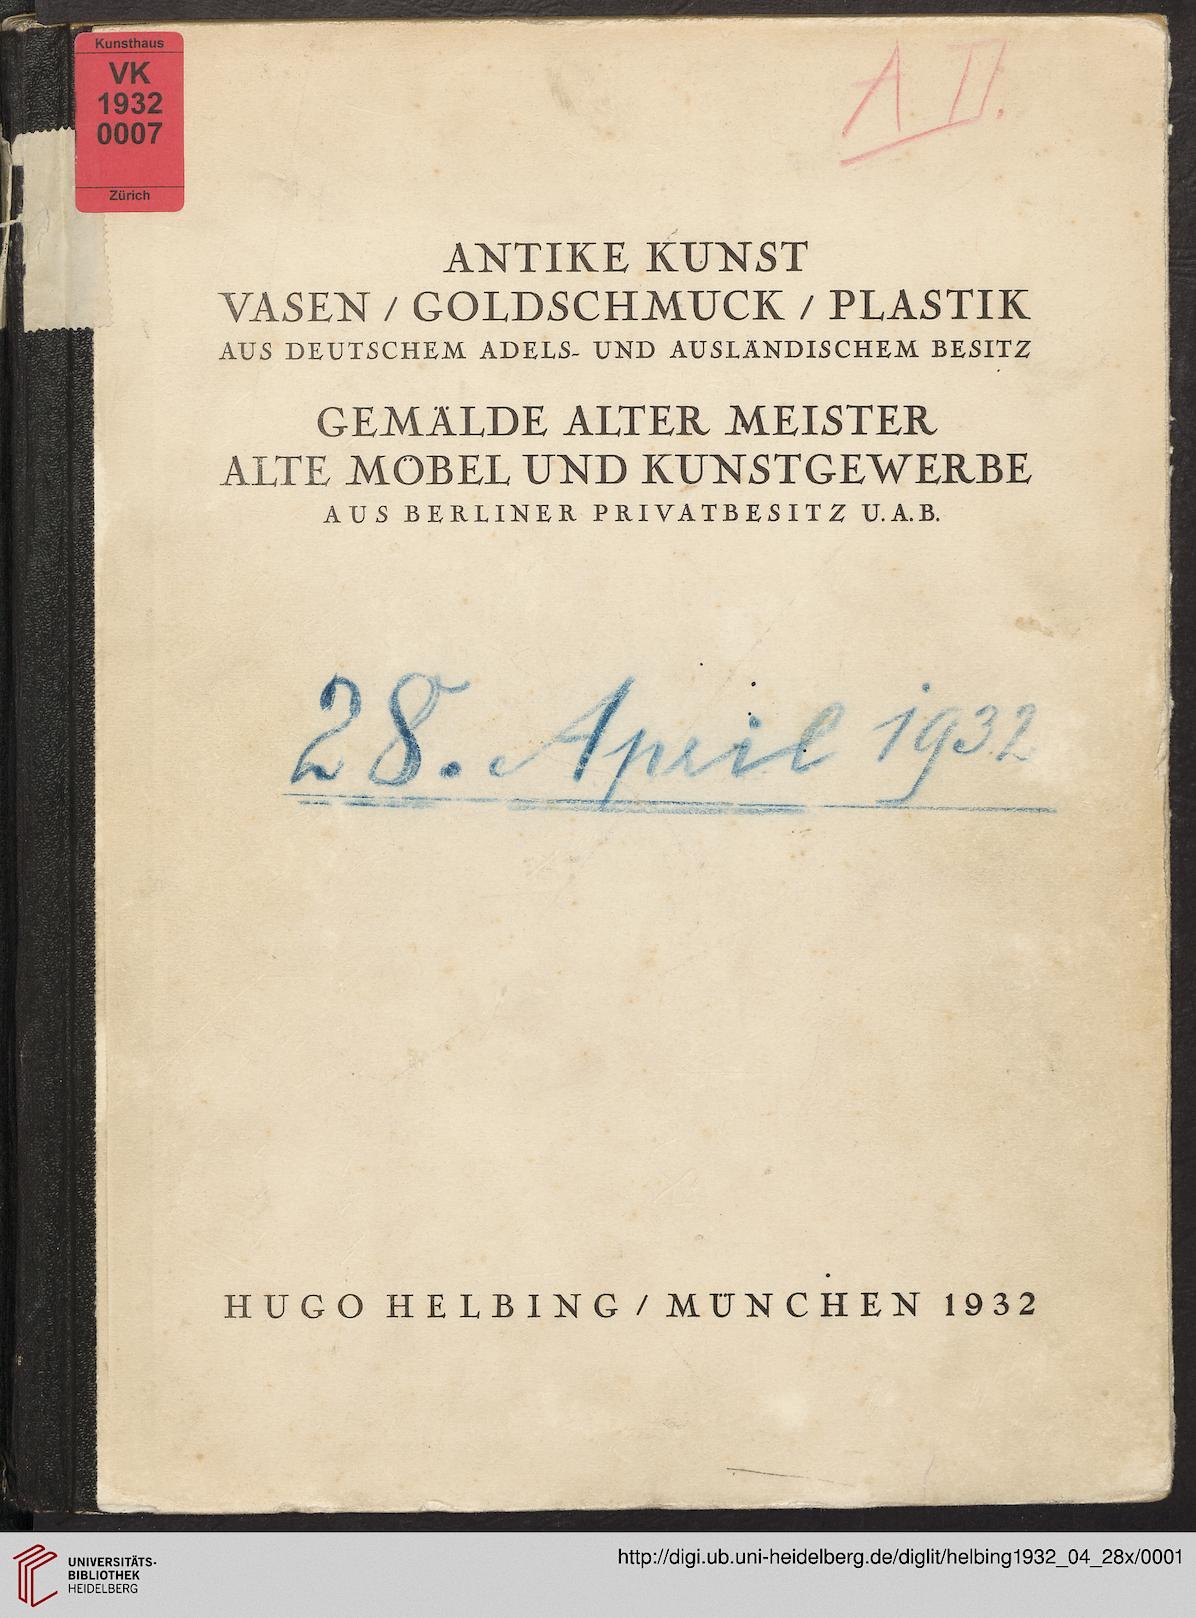 Kunsthaus
VK
1932
0007
Zürich
A II.
ANTIKE KUNST
VASEN / GOLDSCHMUCK / PLASTIK
AUS DEUTSCHEM ADELS- UND AUSLÄNDISCHEM BESITZ
GEMÄLDE ALTER MEISTER
ALTE MÖBEL UND KUNSTGEWERBE
AUS BERLINER PRIVATBESITZ U.A.B.
28. April 1932
HUGO HELBING / MÜNCHEN 1932
UNIVERSITÄTS-
BIBLIOTHEK
HEIDELBERG
http://digi.ub.uni-heidelberg.de/diglit/helbing1932_04_28x/0001